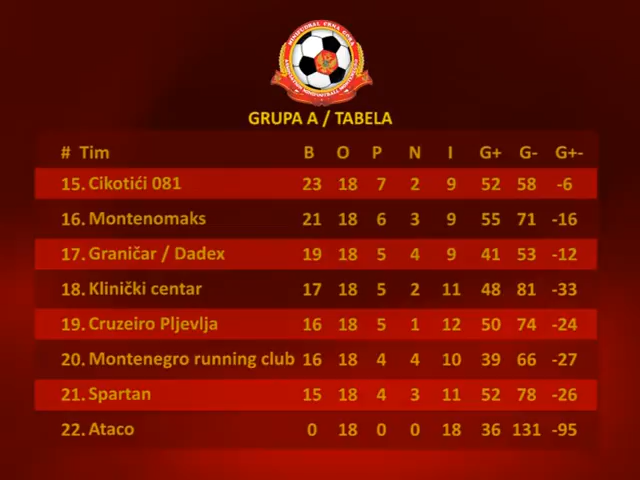 MINIFUDBAL CRNA GORA
GRUPA A / TABELA
# Tim B O P N I G+ G- G+-
15. Cikotići 081 23 18 7 2 9 52 58 -6
16. Montenomaks 21 18 6 3 9 55 71 -16
17. Graničar / Dadex 19 18 5 4 9 41 53 -12
18. Klinički centar 17 18 5 2 11 48 81 -33
19. Cruzeiro Pljevlja 16 18 5 1 12 50 74 -24
20. Montenegro running club 16 18 4 4 10 39 66 -27
21. Spartan 15 18 4 3 11 52 78 -26
22. Ataco 0 18 0 0 18 36 131 -95